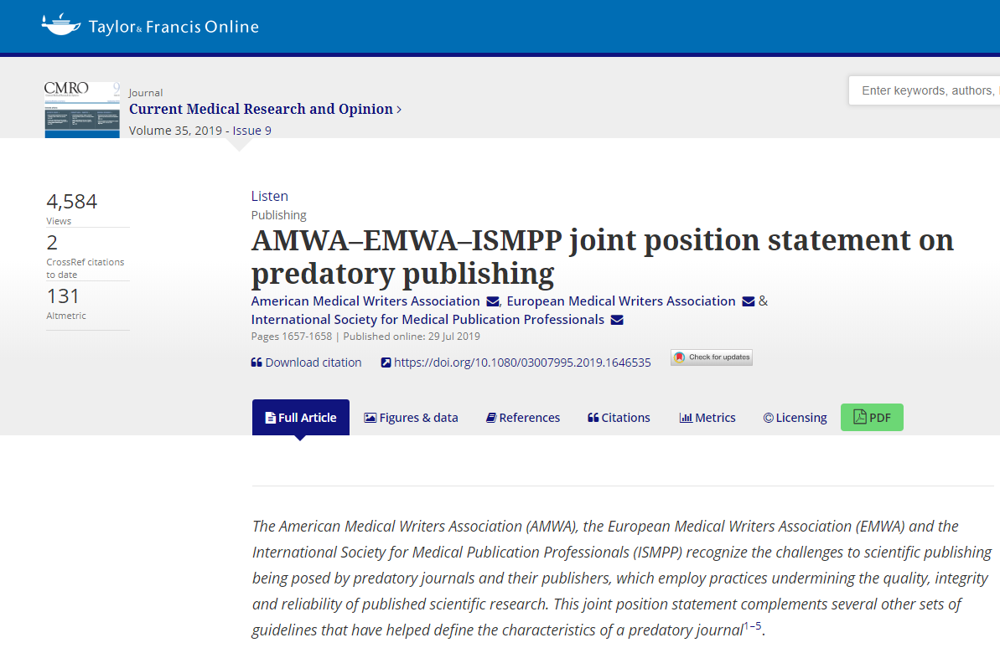 Taylor & Francis Online
CMRO 9
Journal
Current Medical Research and Opinion ›
Volume 35, 2019 - Issue 9
Enter keywords, authors,
4,584
Views
2
CrossRef citations
to date
131
Altmetric
Listen
Publishing
AMWA–EMWA–ISMPP joint position statement on
predatory publishing
American Medical Writers Association , European Medical Writers Association &
International Society for Medical Publication Professionals
Pages 1657-1658 | Published online: 29 Jul 2019
Download citation https://doi.org/10.1080/03007995.2019.1646535 Check for updates
Full Article Figures & data References Citations Metrics © Licensing PDF
The American Medical Writers Association (AMWA), the European Medical Writers Association (EMWA) and the
International Society for Medical Publication Professionals (ISMPP) recognize the challenges to scientific publishing
being posed by predatory journals and their publishers, which employ practices undermining the quality, integrity
and reliability of published scientific research. This joint position statement complements several other sets of
guidelines that have helped define the characteristics of a predatory journal¹⁻⁵.